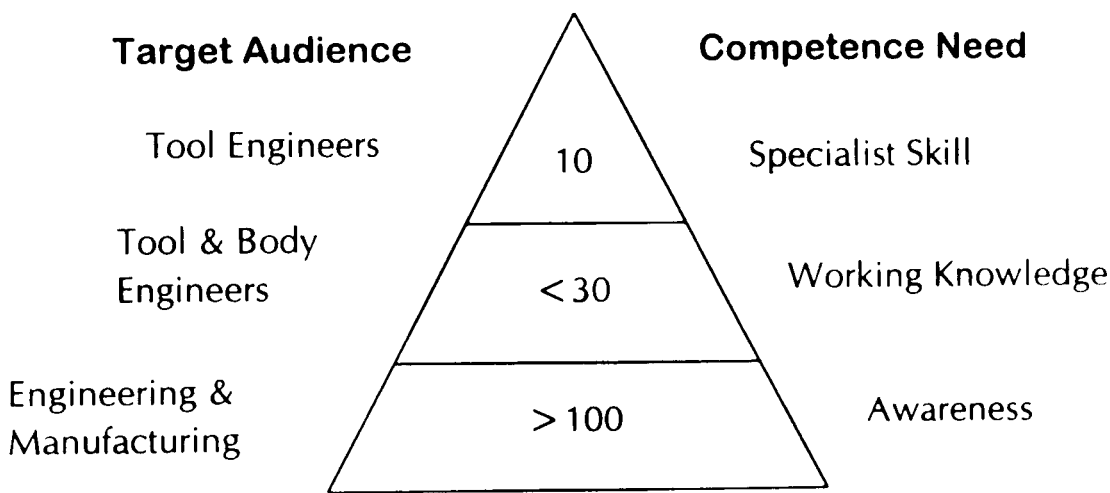 Target Audience
Competence Need
Tool Engineers
10
Specialist Skill
Tool & Body
Engineers
< 30
Working Knowledge
Engineering &
Manufacturing
> 100
Awareness